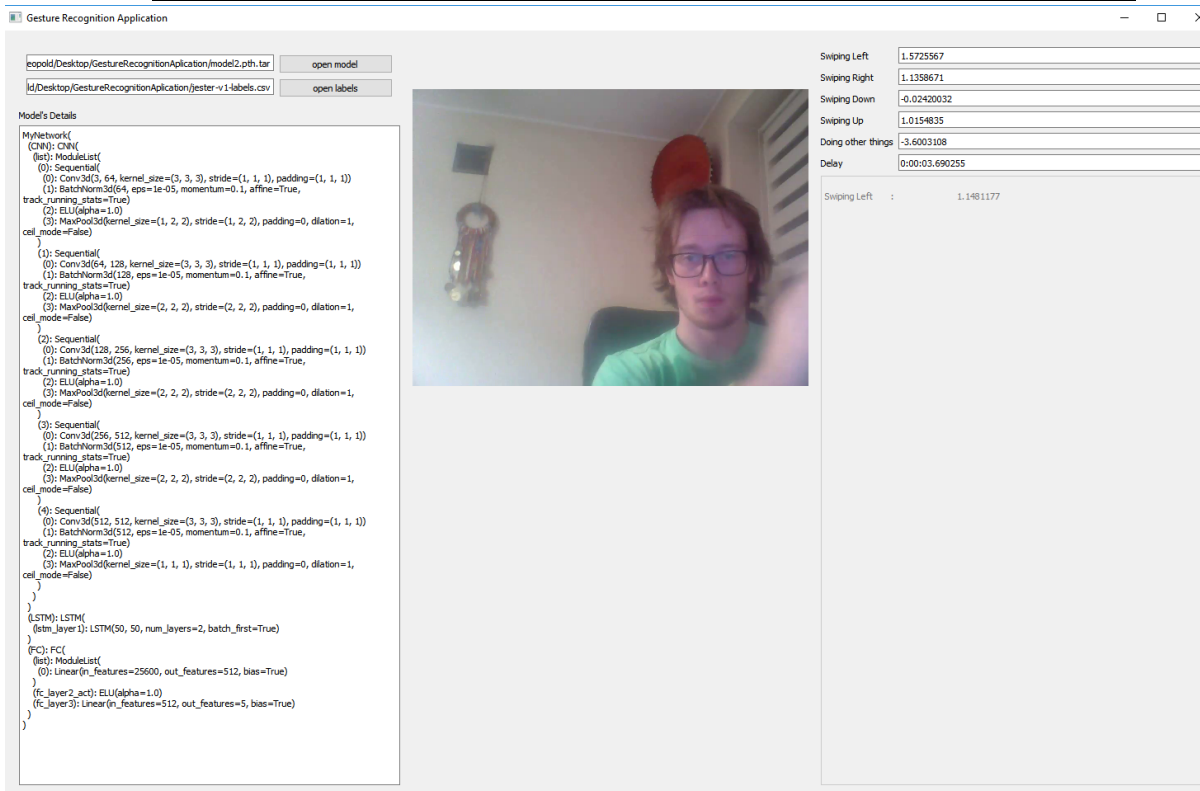 Gesture Recognition Application
eopold/Desktop/GestureRecognitionAplication/model2.pth.tar
open model
ld/Desktop/GestureRecognitionAplication/jester-v1-labels.csv
open labels
Model's Details
MyNetwork(
(CNN): CNN(
(list): ModuleList(
(0): Sequential(
(0): Conv3d(3, 64, kernel_size=(3, 3, 3), stride=(1, 1, 1), padding=(1, 1, 1))
(1): BatchNorm3d(64, eps=1e-05, momentum=0.1, affine=True,
track_running_stats=True)
(2): ELU(alpha=1.0)
(3): MaxPool3d(kernel_size=(1, 2, 2), stride=(1, 2, 2), padding=0, dilation=1,
ceil_mode=False)
)
(1): Sequential(
(0): Conv3d(64, 128, kernel_size=(3, 3, 3), stride=(1, 1, 1), padding=(1, 1, 1))
(1): BatchNorm3d(128, eps=1e-05, momentum=0.1, affine=True,
track_running_stats=True)
(2): ELU(alpha=1.0)
(3): MaxPool3d(kernel_size=(2, 2, 2), stride=(2, 2, 2), padding=0, dilation=1,
ceil_mode=False)
)
(2): Sequential(
(0): Conv3d(128, 256, kernel_size=(3, 3, 3), stride=(1, 1, 1), padding=(1, 1, 1))
(1): BatchNorm3d(256, eps=1e-05, momentum=0.1, affine=True,
track_running_stats=True)
(2): ELU(alpha=1.0)
(3): MaxPool3d(kernel_size=(2, 2, 2), stride=(2, 2, 2), padding=0, dilation=1,
ceil_mode=False)
)
(3): Sequential(
(0): Conv3d(256, 512, kernel_size=(3, 3, 3), stride=(1, 1, 1), padding=(1, 1, 1))
(1): BatchNorm3d(512, eps=1e-05, momentum=0.1, affine=True,
track_running_stats=True)
(2): ELU(alpha=1.0)
(3): MaxPool3d(kernel_size=(2, 2, 2), stride=(2, 2, 2), padding=0, dilation=1,
ceil_mode=False)
)
(4): Sequential(
(0): Conv3d(512, 512, kernel_size=(3, 3, 3), stride=(1, 1, 1), padding=(1, 1, 1))
(1): BatchNorm3d(512, eps=1e-05, momentum=0.1, affine=True,
track_running_stats=True)
(2): ELU(alpha=1.0)
(3): MaxPool3d(kernel_size=(1, 1, 1), stride=(1, 1, 1), padding=0, dilation=1,
ceil_mode=False)
)
)
)
(LSTM): LSTM(
(lstm_layer1): LSTM(50, 50, num_layers=2, batch_first=True)
)
(FC): FC(
(list): ModuleList(
(0): Linear(in_features=25600, out_features=512, bias=True)
)
(fc_layer2_act): ELU(alpha=1.0)
(fc_layer3): Linear(in_features=512, out_features=5, bias=True)
)
)
Swiping Left 1.5725567
Swiping Right 1.1358671
Swiping Down -0.02420032
Swiping Up 1.0154835
Doing other things -3.6003108
Delay 0:00:03.690255
Swiping Left : 1.1481177